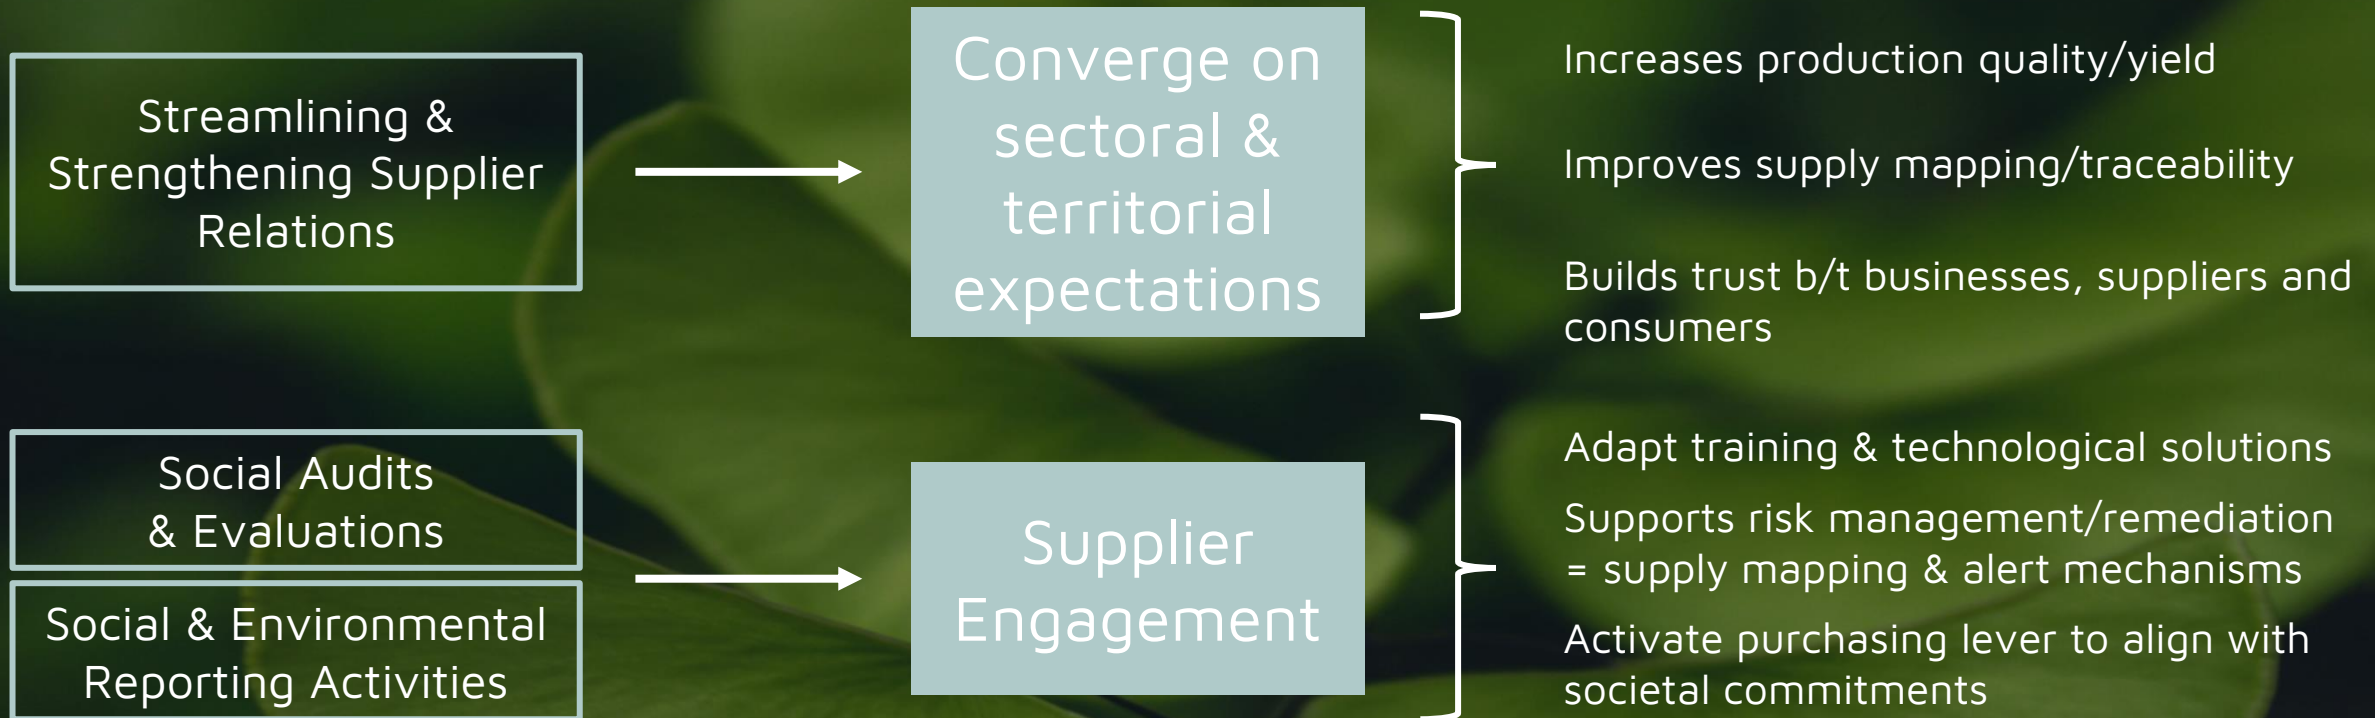 Streamlining &
Strengthening Supplier
Relations
Converge on
sectoral &
territorial
expectations
Increases production quality/yield
Improves supply mapping/traceability
Builds trust b/t businesses, suppliers and
consumers
Social Audits
& Evaluations
Social & Environmental
Reporting Activities
Supplier
Engagement
Adapt training & technological solutions
Supports risk management/remediation
= supply mapping & alert mechanisms
Activate purchasing lever to align with
societal commitments